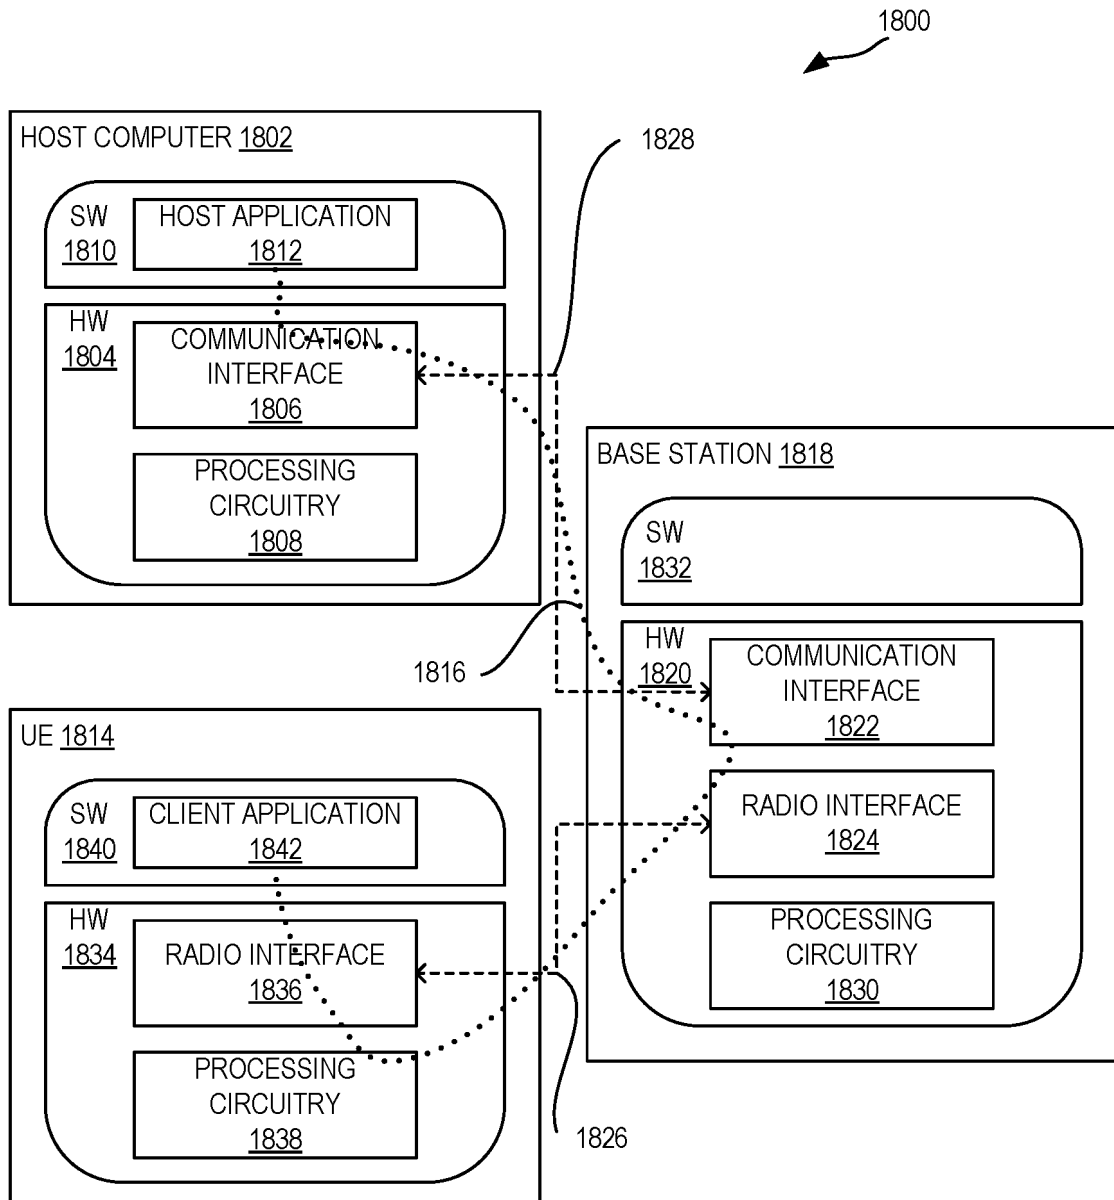 1800
HOST COMPUTER 1802
1828
SW
1810
HOST APPLICATION
1812
HW
1804
COMMUNICATION
INTERFACE
1806
PROCESSING
CIRCUITRY
1808
BASE STATION 1818
SW
1832
HW
1820
COMMUNICATION
INTERFACE
1822
RADIO INTERFACE
1824
PROCESSING
CIRCUITRY
1830
1816
UE 1814
SW
1840
CLIENT APPLICATION
1842
HW
1834
RADIO INTERFACE
1836
PROCESSING
CIRCUITRY
1838
1826